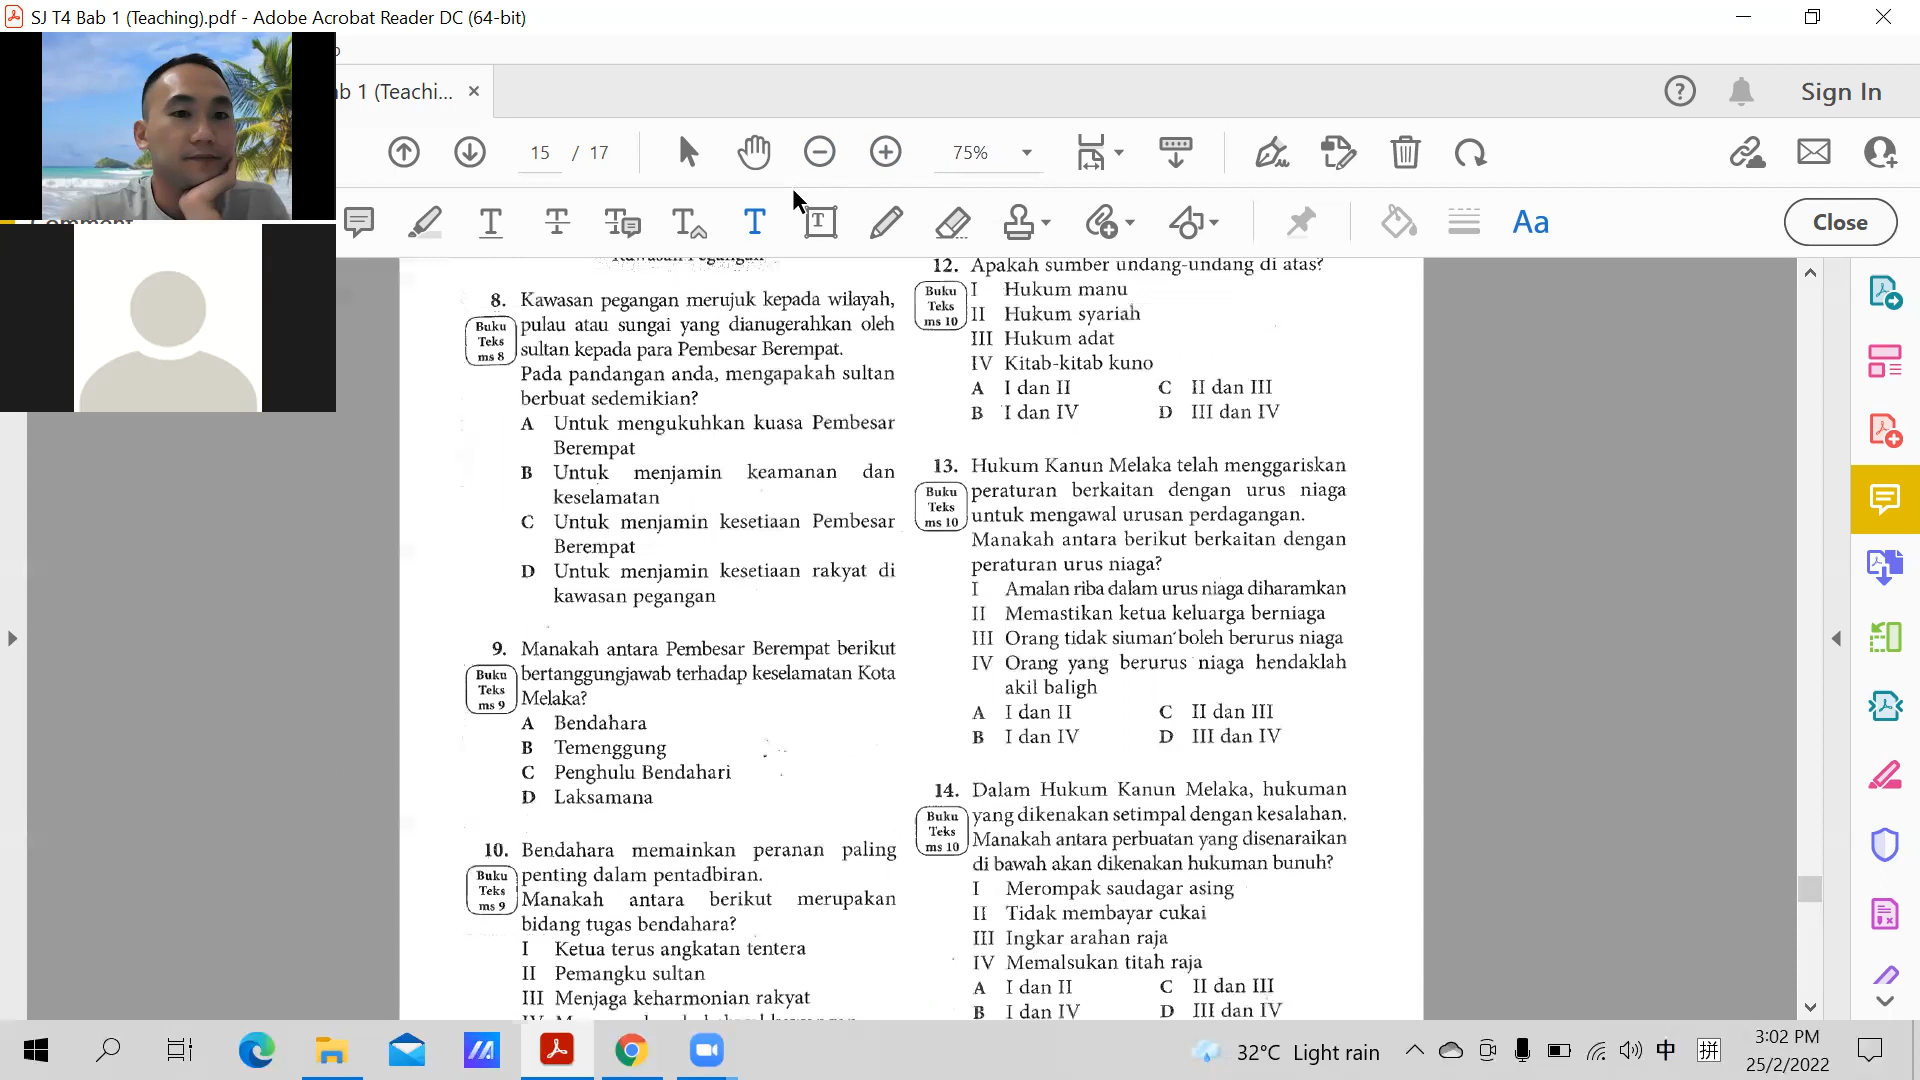 SJ T4 Bab 1 (Teaching).pdf - Adobe Acrobat Reader DC (64-bit)
ab 1 (Teachi...
Sign In
15 / 17
75%
Aa
Close
8. Kawasan pegangan merujuk kepada wilayah,
Buku Teks ms 8
pulau atau sungai yang dianugerahkan oleh
sultan kepada para Pembesar Berempat.
Pada pandangan anda, mengapakah sultan
berbuat sedemikian?
A Untuk mengukuhkan kuasa Pembesar
Berempat
B Untuk menjamin keamanan dan
keselamatan
C Untuk menjamin kesetiaan Pembesar
Berempat
D Untuk menjamin kesetiaan rakyat di
kawasan pegangan
9. Manakah antara Pembesar Berempat berikut
Buku Teks ms 9
bertanggungjawab terhadap keselamatan Kota
Melaka?
A Bendahara
B Temenggung
C Penghulu Bendahari
D Laksamana
10. Bendahara memainkan peranan paling
Buku Teks ms 9
penting dalam pentadbiran.
Manakah antara berikut merupakan
bidang tugas bendahara?
I Ketua terus angkatan tentera
II Pemangku sultan
III Menjaga keharmonian rakyat
12. Apakah sumber undang-undang di atas?
Buku Teks ms 10
I Hukum manu
II Hukum syariah
III Hukum adat
IV Kitab-kitab kuno
A I dan II C II dan III
B I dan IV D III dan IV
13. Hukum Kanun Melaka telah menggariskan
Buku Teks ms 10
peraturan berkaitan dengan urus niaga
untuk mengawal urusan perdagangan.
Manakah antara berikut berkaitan dengan
peraturan urus niaga?
I Amalan riba dalam urus niaga diharamkan
II Memastikan ketua keluarga berniaga
III Orang tidak siuman boleh berurus niaga
IV Orang yang berurus niaga hendaklah
akil baligh
A I dan II C II dan III
B I dan IV D III dan IV
14. Dalam Hukum Kanun Melaka, hukuman
Buku Teks ms 10
yang dikenakan setimpal dengan kesalahan.
Manakah antara perbuatan yang disenaraikan
di bawah akan dikenakan hukuman bunuh?
I Merompak saudagar asing
II Tidak membayar cukai
III Ingkar arahan raja
IV Memalsukan titah raja
A I dan II C II dan III
B I dan IV D III dan IV
32°C Light rain
中
拼
3:02 PM
25/2/2022